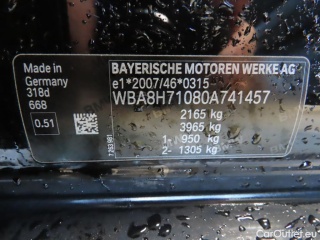 Made in
Germany
318d
668
0.51
BAYERISCHE MOTOREN WERKE AG
e1*2007/46*0315
WBA8H71080A741457
2165 kg
3965 kg
1- 950 kg
2- 1305 kg
CarOutlet.eu